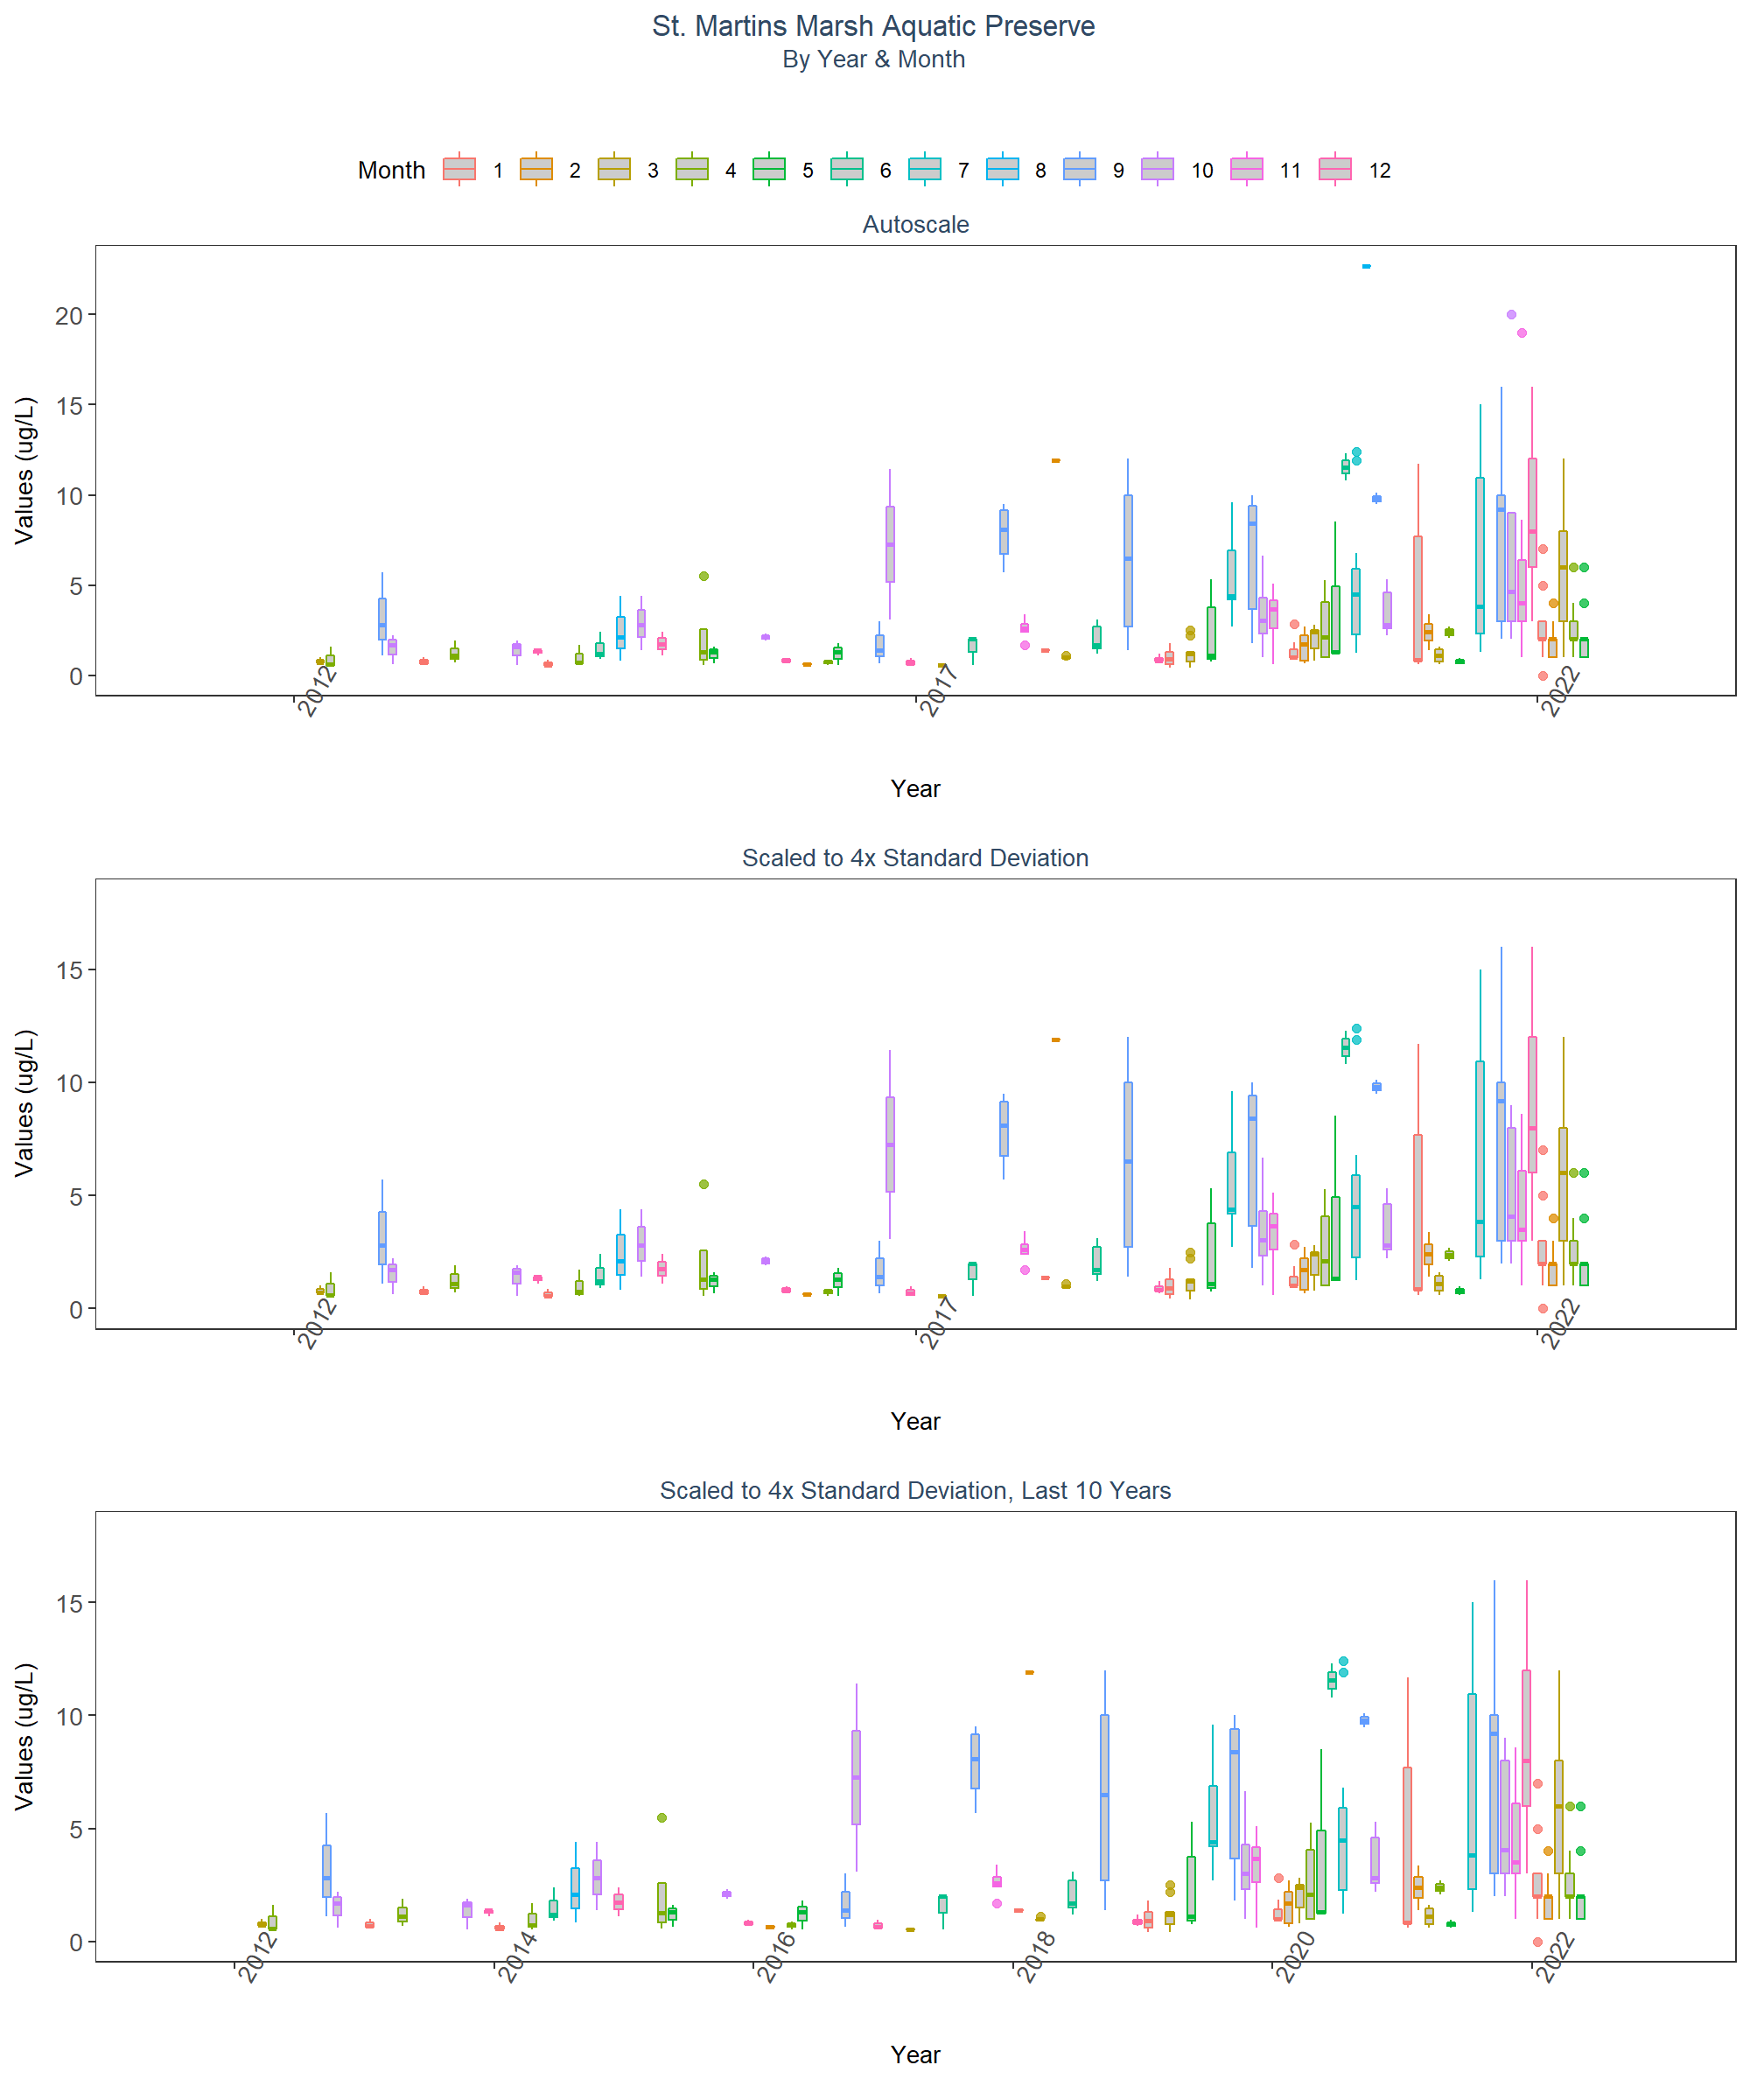 St. Martins Marsh Aquatic Preserve
By Year & Month
Month 1 2 3 4 5 6 7 8 9 10 11 12
Autoscale
Values (ug/L)
20
15
10
5
0
2012 2017 2022
Year
Scaled to 4x Standard Deviation
Values (ug/L)
15
10
5
0
2012 2017 2022
Year
Scaled to 4x Standard Deviation, Last 10 Years
Values (ug/L)
15
10
5
0
2012 2014 2016 2018 2020 2022
Year